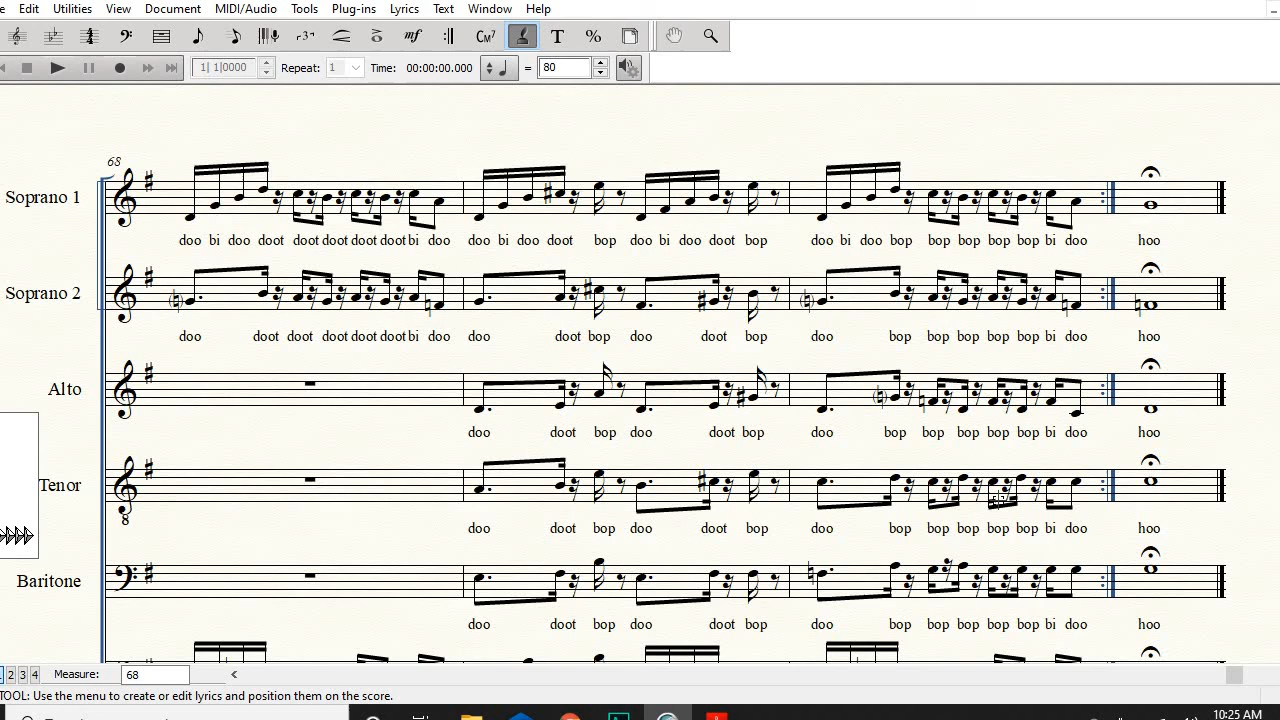 e Edit Utilities View Document MIDI/Audio Tools Plug-ins Lyrics Text Window Help
3 mf CM7 T %
1| 1|0000 Repeat: 1 Time: 00:00:00.000 = 80
68
Soprano 1
doo bi doo doot doot doot doot bi doo doo bi doo doot bop doo bi doo doot bop doo bi doo bop bop bop bop bop bi doo hoo
Soprano 2
doo doot doot doot doot doot bi doo doo doot bop doo doot bop doo bop bop bop bop bop bi doo hoo
Alto
doo doot bop doo doot bop doo bop bop bop bop bop bi doo hoo
Tenor
8
doo doot bop doo doot bop doo bop bop bop bop bop bi doo hoo
Baritone
doo doot bop doo doot bop doo bop bop bop bop bop bi doo hoo
1 2 3 4 Measure: 68 <
TOOL: Use the menu to create or edit lyrics and position them on the score.
10:25 AM